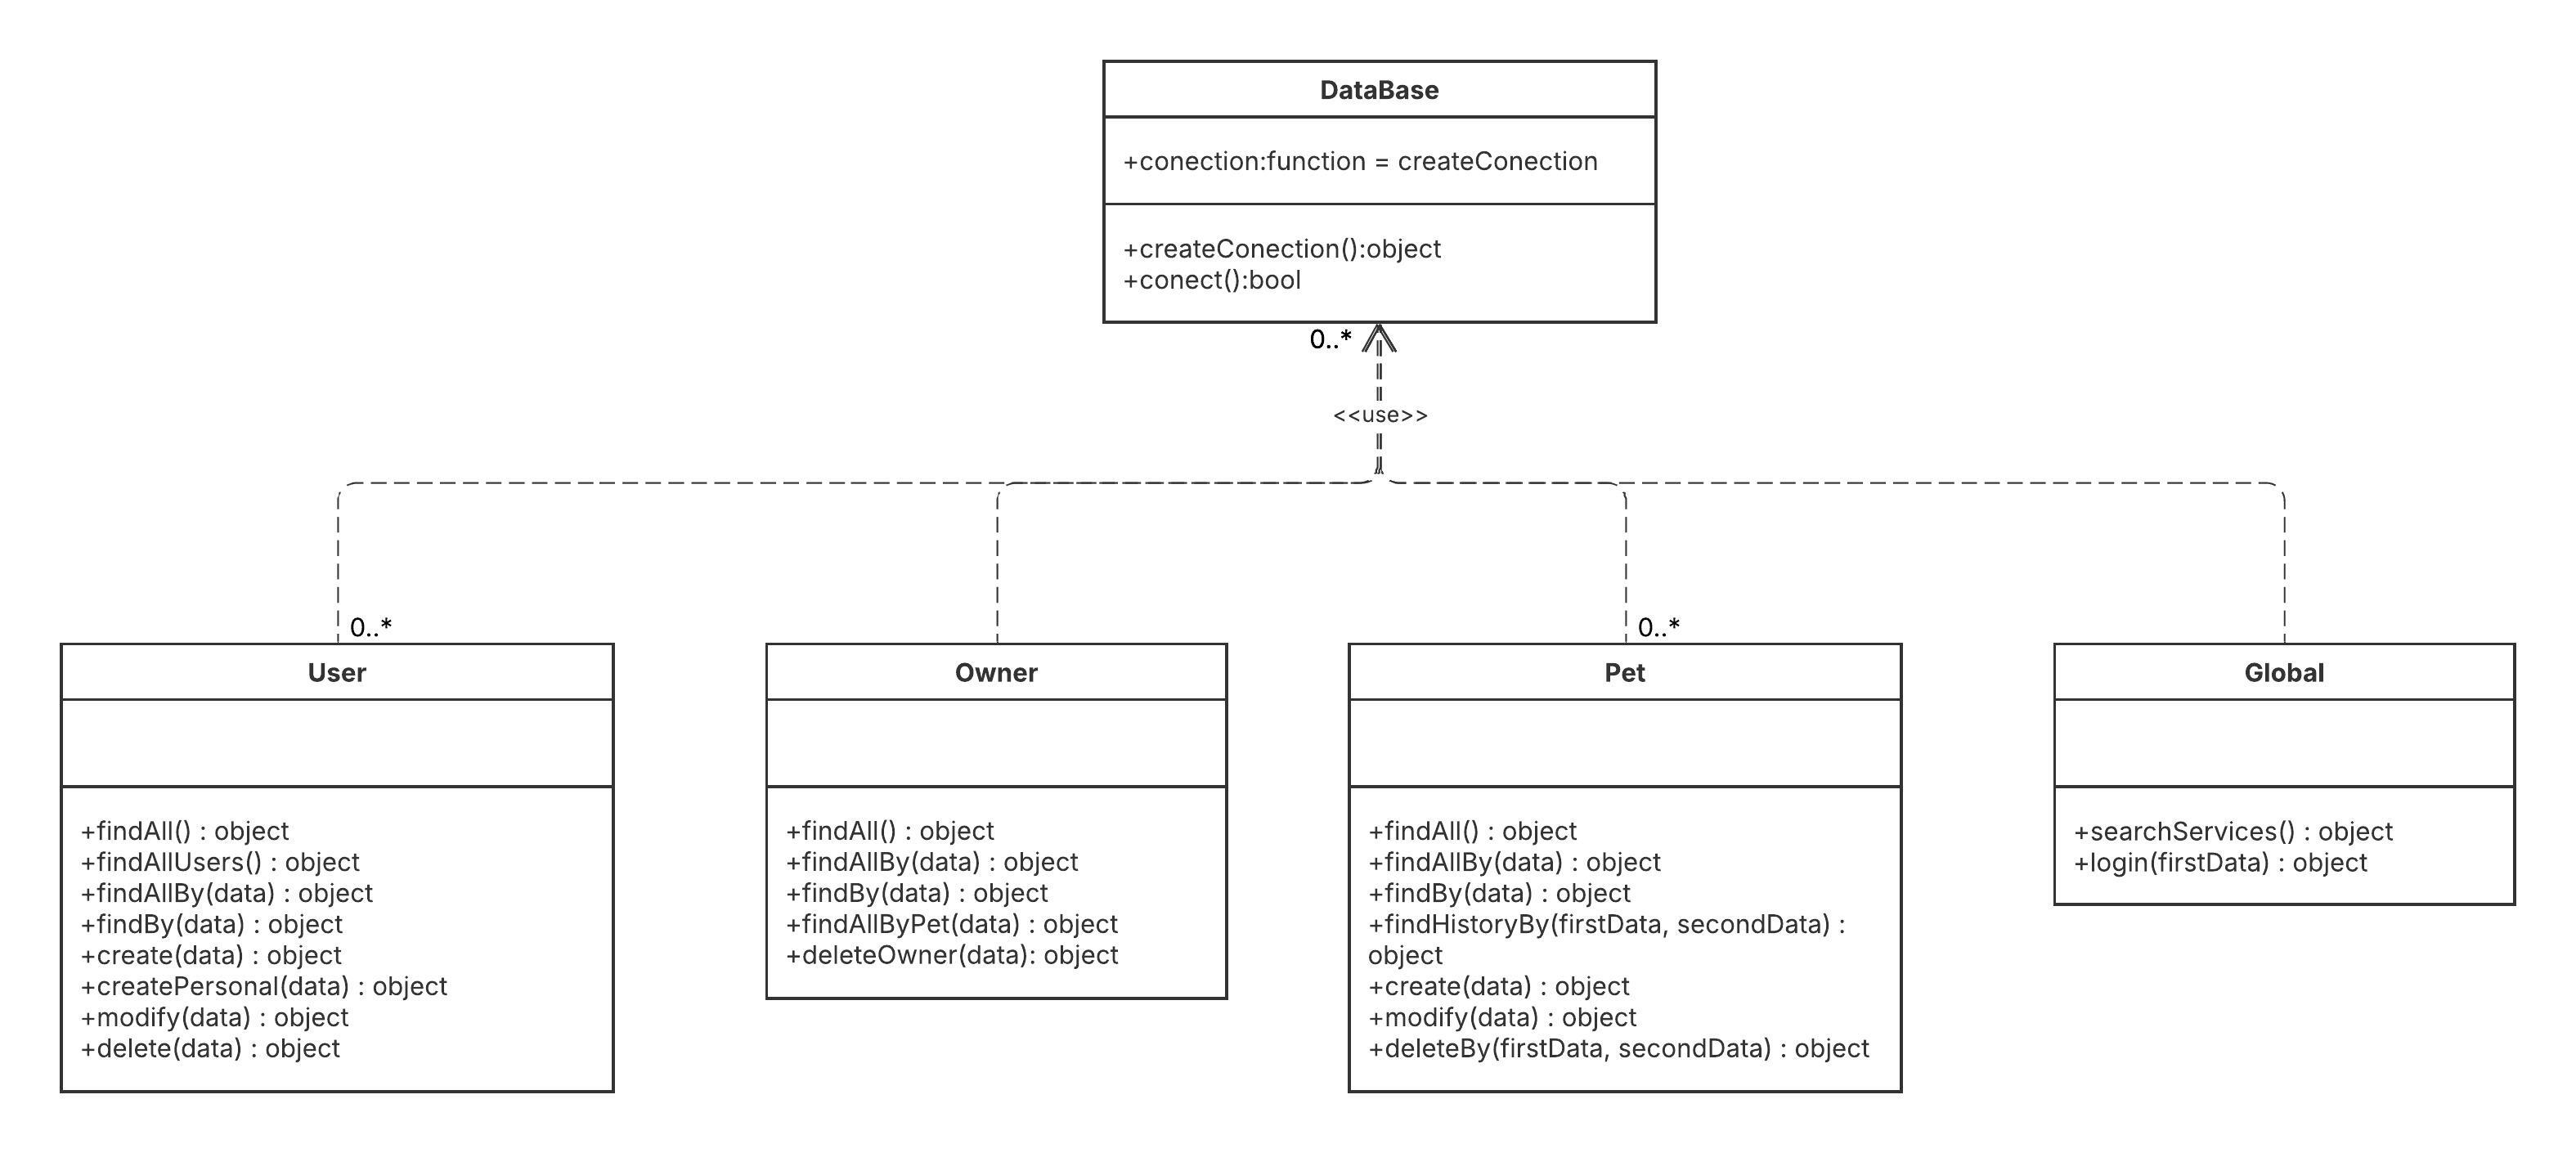 DataBase
+conection:function = createConection
+createConection():object
+conect():bool
0..*
<<use>>
0..*
0..*
User
+findAll() : object
+findAllUsers() : object
+findAllBy(data) : object
+findBy(data) : object
+create(data) : object
+createPersonal(data) : object
+modify(data) : object
+delete(data) : object
Owner
+findAll() : object
+findAllBy(data) : object
+findBy(data) : object
+findAllByPet(data) : object
+deleteOwner(data): object
Pet
+findAll() : object
+findAllBy(data) : object
+findBy(data) : object
+findHistoryBy(firstData, secondData) :
object
+create(data) : object
+modify(data) : object
+deleteBy(firstData, secondData) : object
Global
+searchServices() : object
+login(firstData) : object